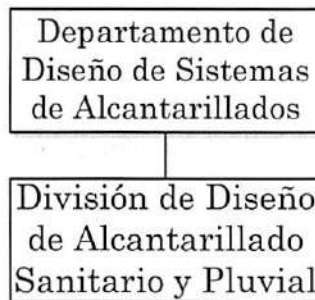 Departamento de
Diseño de Sistemas
de Alcantarillados
División de Diseño
de Alcantarillado
Sanitario y Pluvial